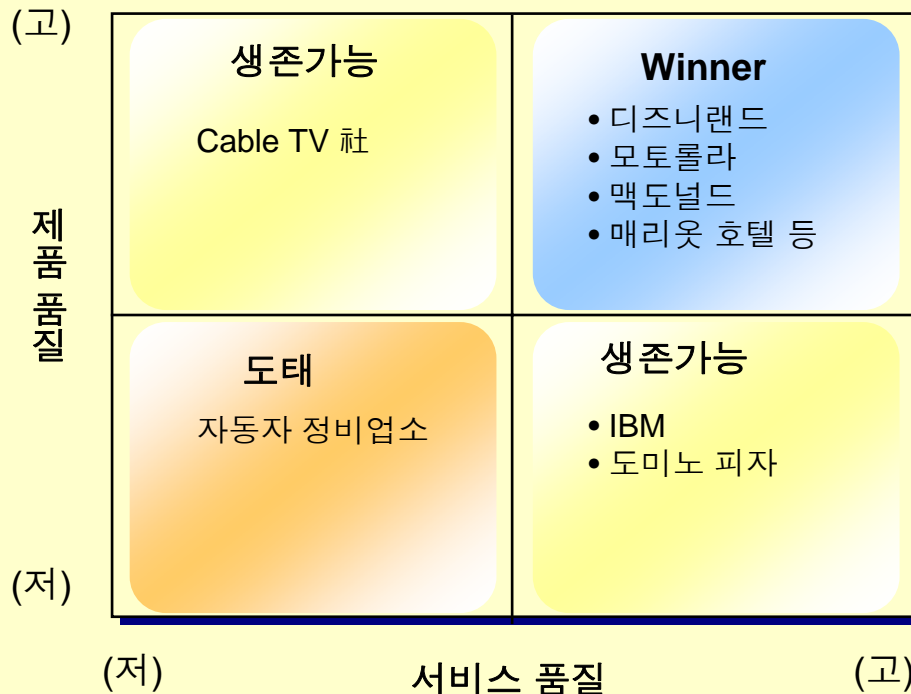 (고)
생존가능
Cable TV 社
Winner
• 디즈니랜드
• 모토롤라
• 맥도널드
• 매리옷 호텔 등
제품 품질
도태
자동자 정비업소
생존가능
• IBM
• 도미노 피자
(저)
(저)
서비스 품질
(고)